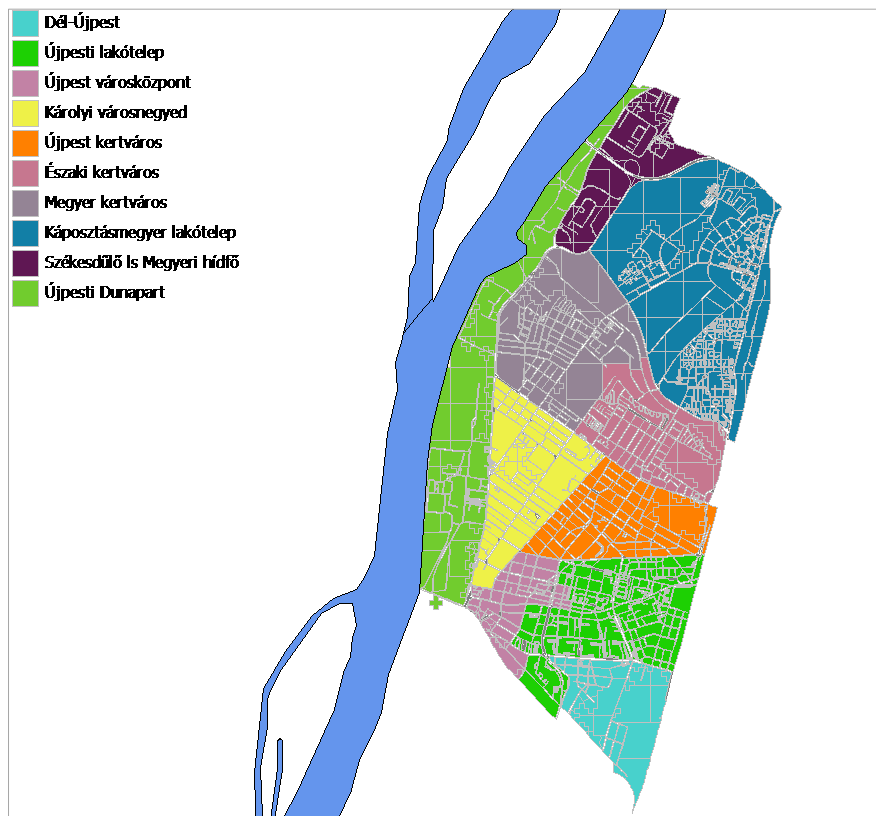 Dél-Újpest
Újpesti lakótelep
Újpest városközpont
Károlyi városnegyed
Újpest kertváros
Északi kertváros
Megyer kertváros
Káposztásmegyer lakótelep
Székesdűlő ls Megyeri hídfő
Újpesti Dunapart